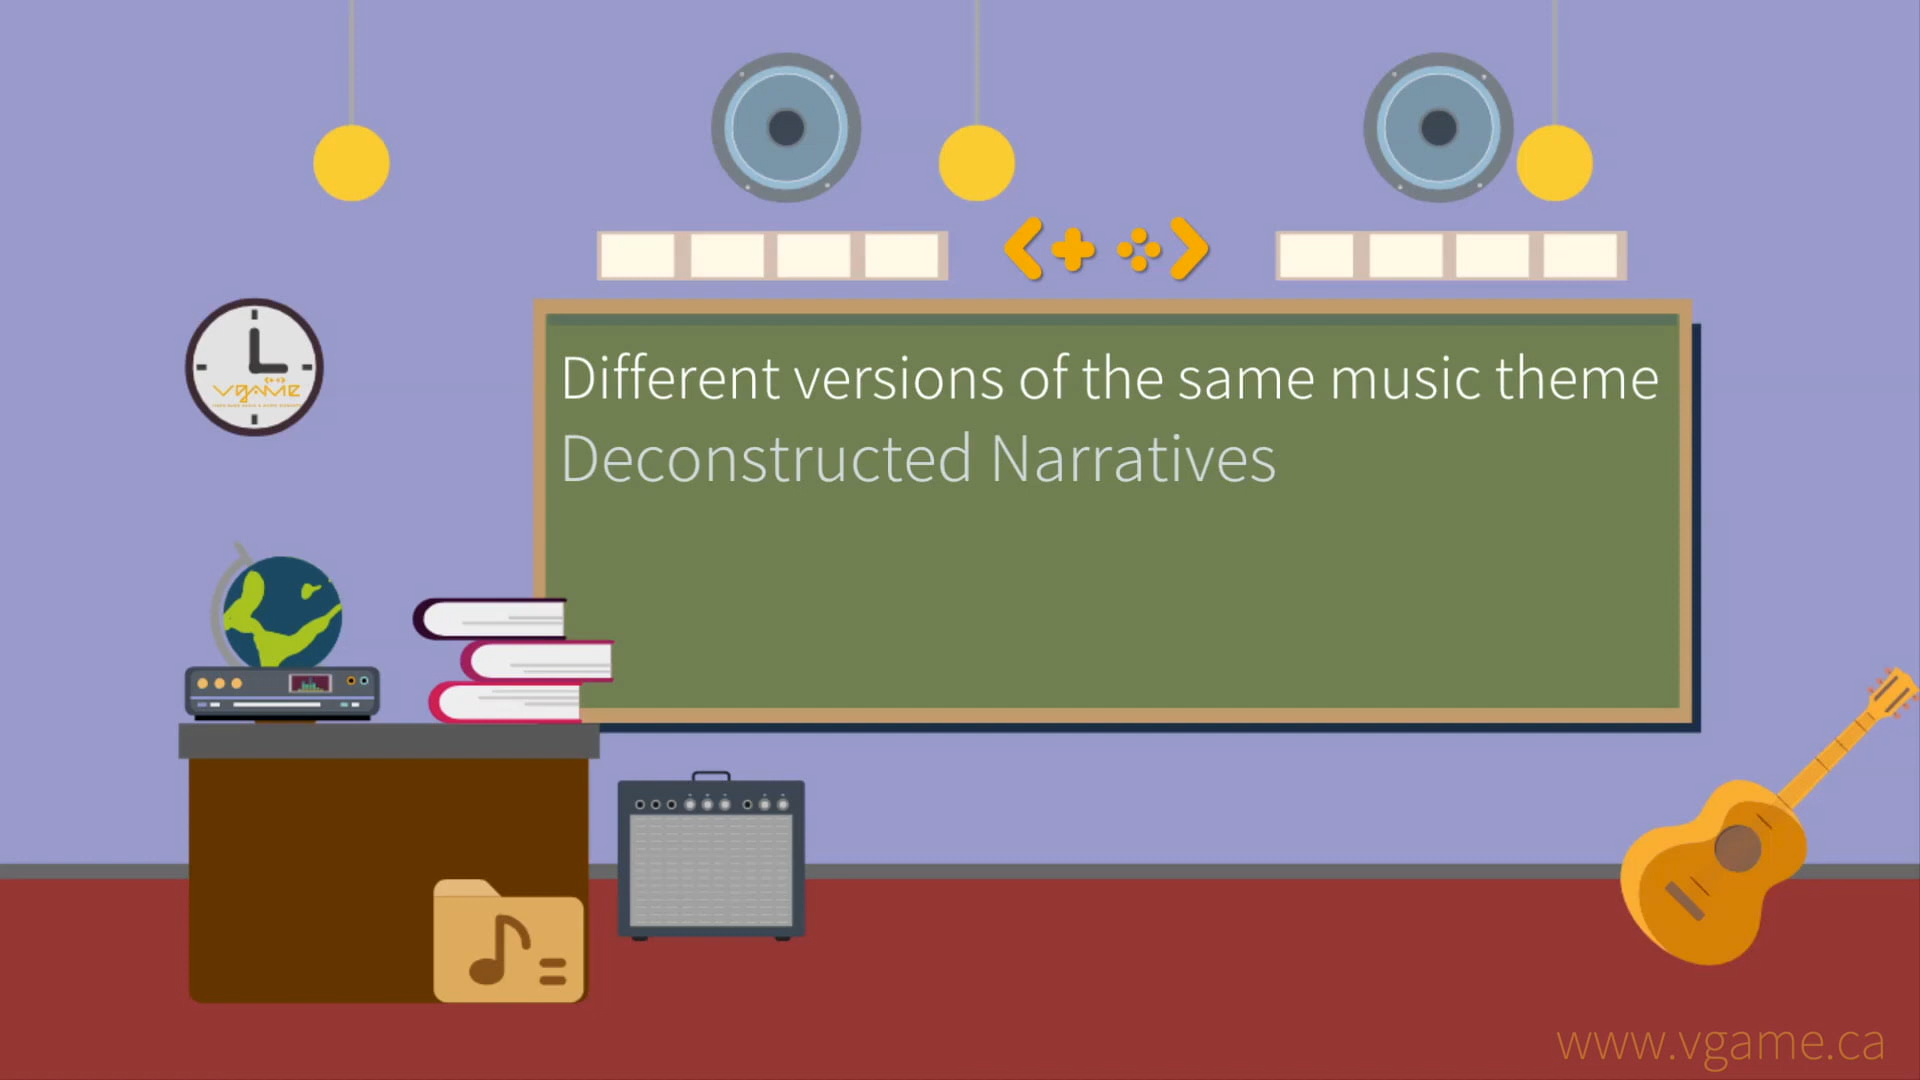 Different versions of the same music theme
Deconstructed Narratives
vgame
www.vgame.ca